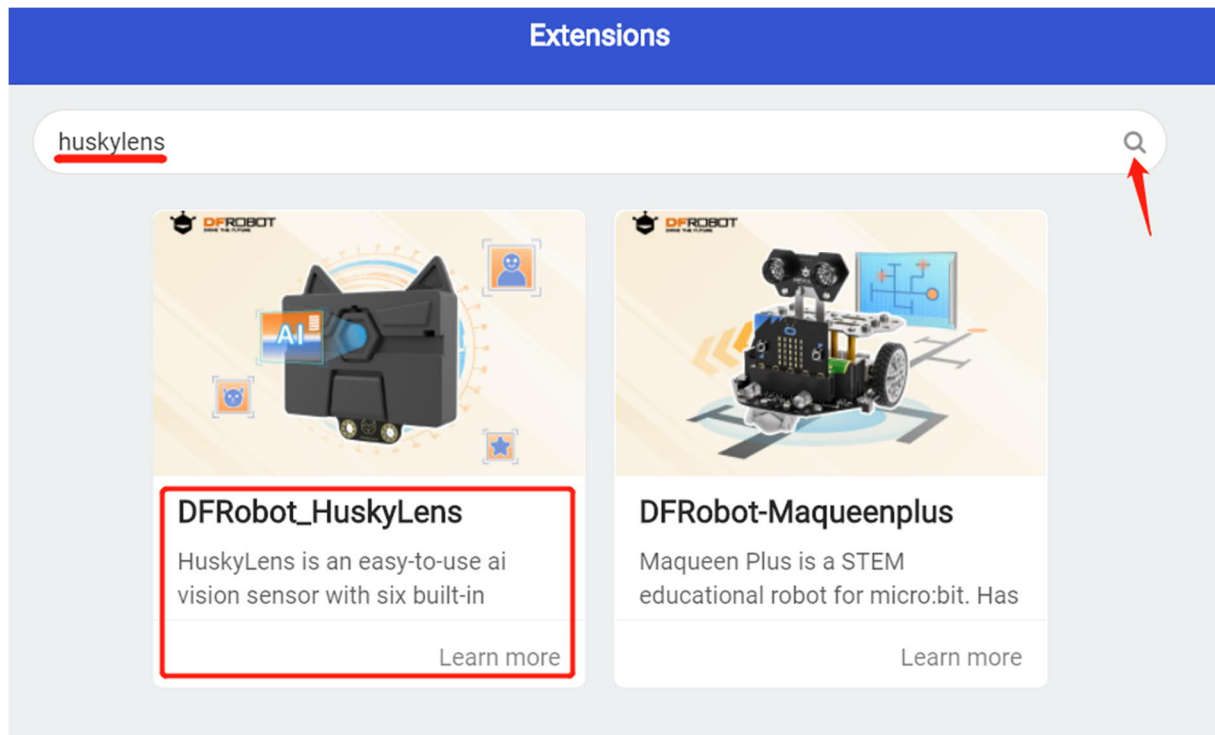 Extensions
huskylens
DFROBOT
DRIVE THE FUTURE
DFROBOT
DRIVE THE FUTURE
AI
DFRobot_HuskyLens
HuskyLens is an easy-to-use ai
vision sensor with six built-in
Learn more
DFRobot-Maqueenplus
Maqueen Plus is a STEM
educational robot for micro:bit. Has
Learn more